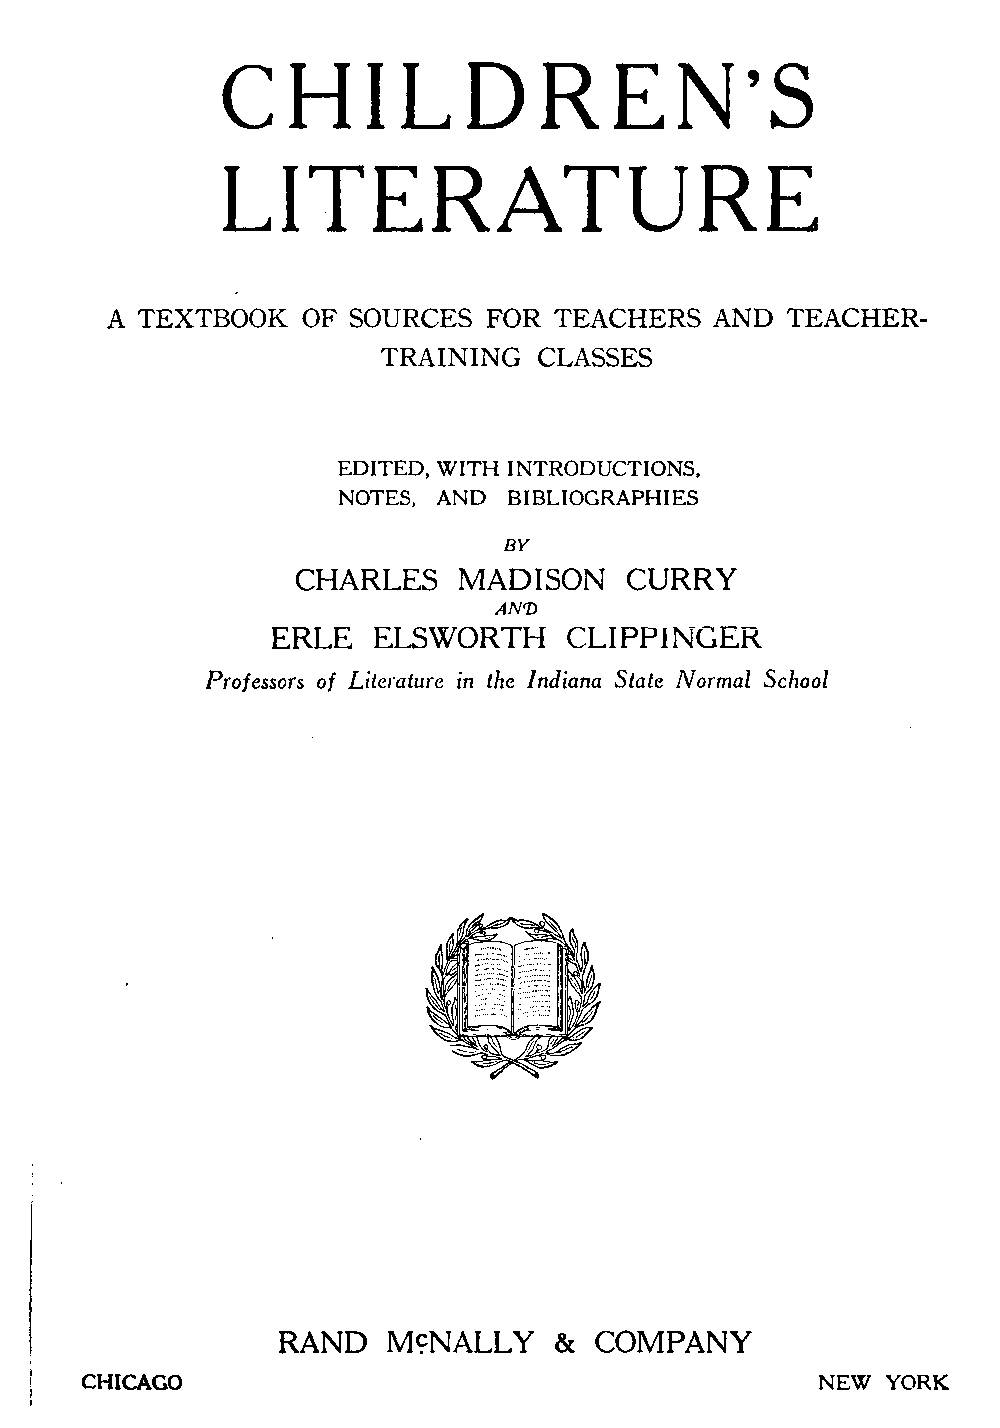 CHILDREN'S
LITERATURE
A TEXTBOOK OF SOURCES FOR TEACHERS AND TEACHER-
TRAINING CLASSES
EDITED, WITH INTRODUCTIONS,
NOTES, AND BIBLIOGRAPHIES
BY
CHARLES MADISON CURRY
AND
ERLE ELSWORTH CLIPPINGER
Professors of Literature in the Indiana State Normal School
RAND McNALLY & COMPANY
CHICAGO NEW YORK